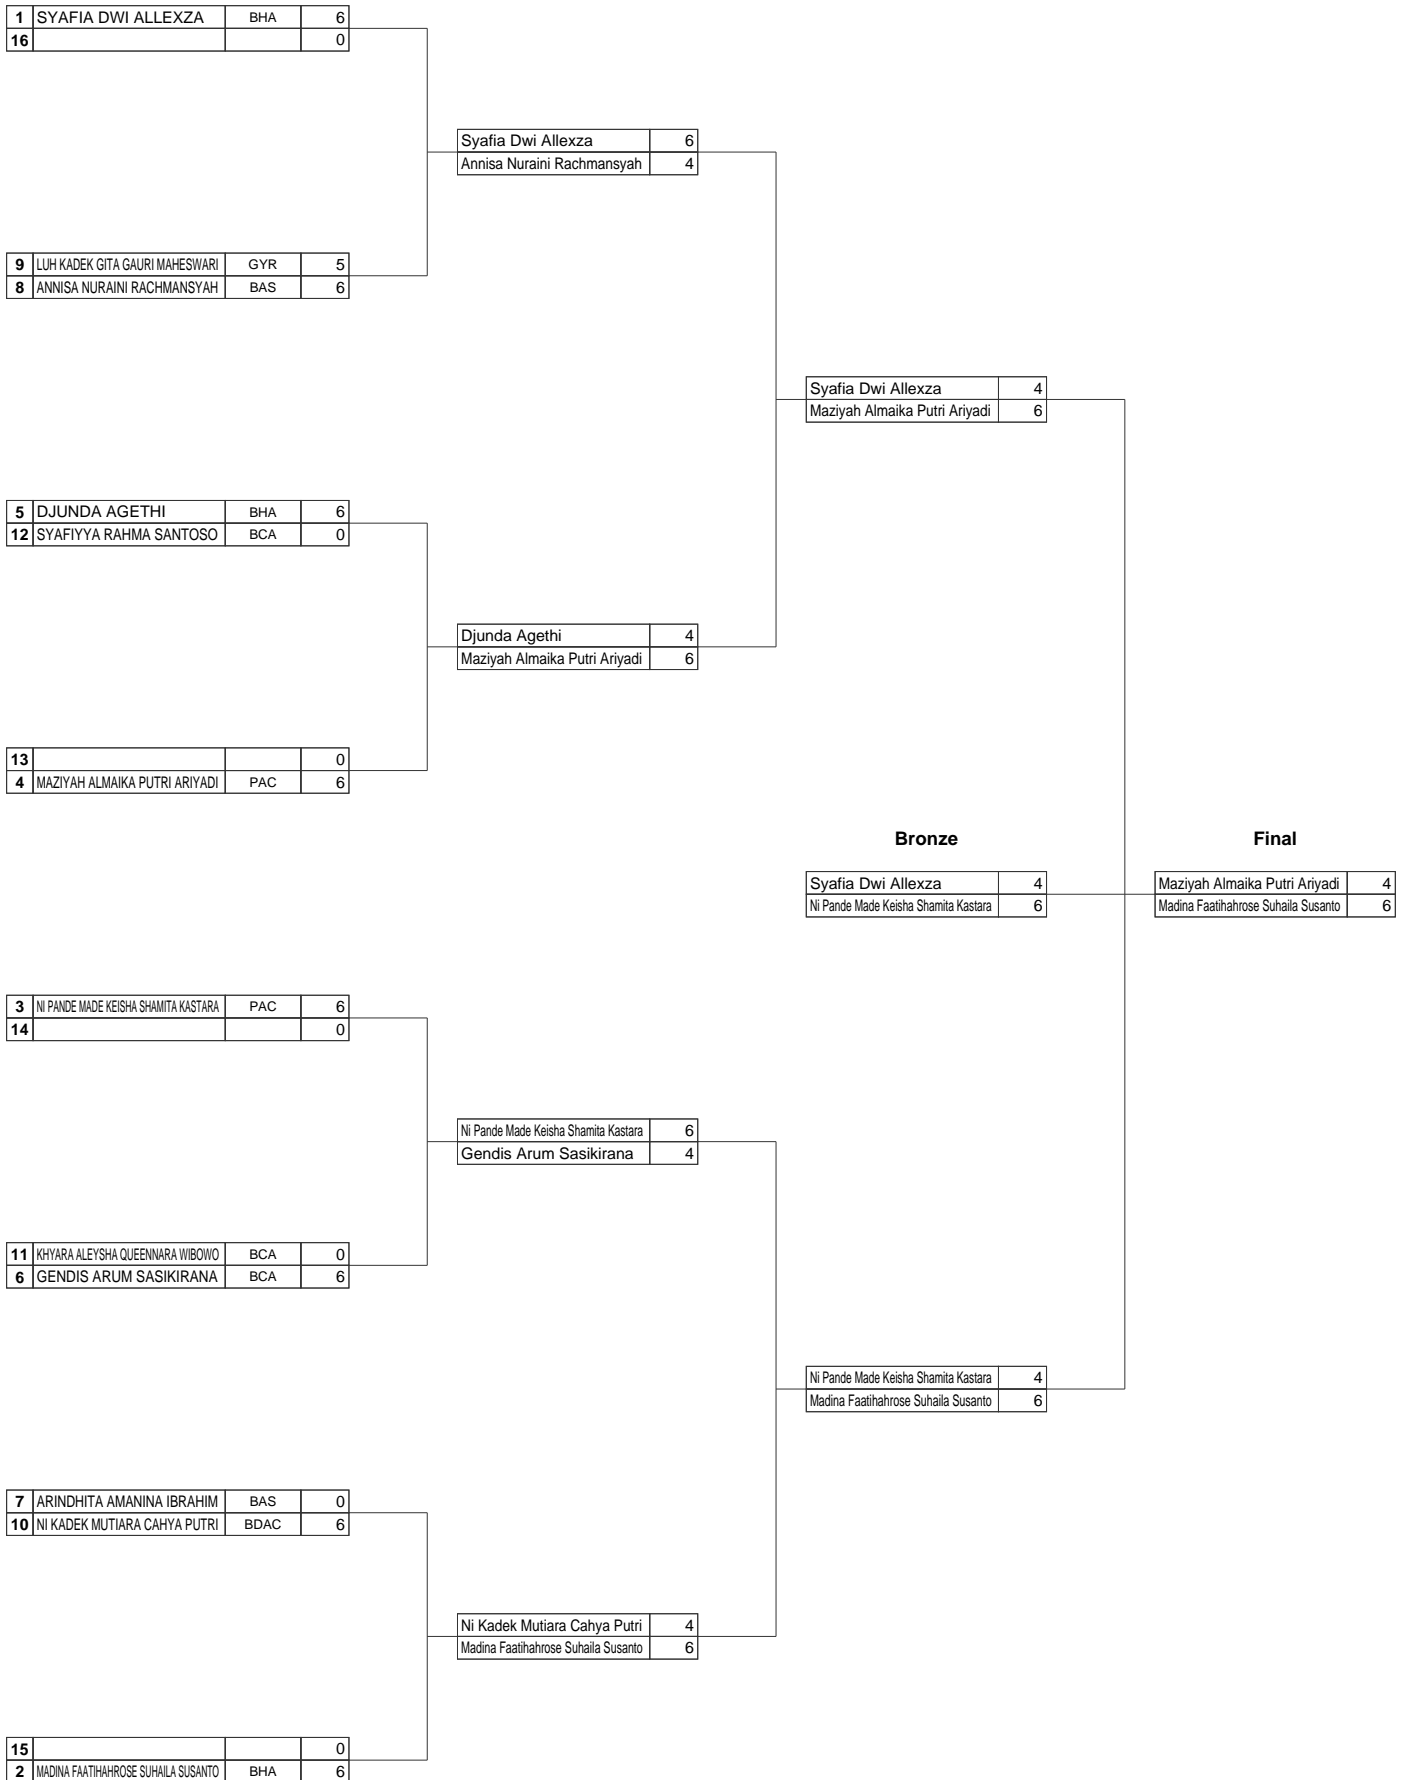 1 SYAFIA DWI ALLEXZA BHA 6
16 0
Syafia Dwi Allexza 6
Annisa Nuraini Rachmansyah 4
9 LUH KADEK GITA GAURI MAHESWARI GYR 5
8 ANNISA NURAINI RACHMANSYAH BAS 6
Syafia Dwi Allexza 4
Maziyah Almaika Putri Ariyadi 6
5 DJUNDA AGETHI BHA 6
12 SYAFIYYA RAHMA SANTOSO BCA 0
Djunda Agethi 4
Maziyah Almaika Putri Ariyadi 6
13 0
4 MAZIYAH ALMAIKA PUTRI ARIYADI PAC 6
Bronze Final
Syafia Dwi Allexza 4 Maziyah Almaika Putri Ariyadi 4
Ni Pande Made Keisha Shamita Kastara 6 Madina Faatihahrose Suhaila Susanto 6
3 NI PANDE MADE KEISHA SHAMITA KASTARA PAC 6
14 0
Ni Pande Made Keisha Shamita Kastara 6
Gendis Arum Sasikirana 4
11 KHYARA ALEYSHA QUEENNARA WIBOWO BCA 0
6 GENDIS ARUM SASIKIRANA BCA 6
Ni Pande Made Keisha Shamita Kastara 4
Madina Faatihahrose Suhaila Susanto 6
7 ARINDHITA AMANINA IBRAHIM BAS 0
10 NI KADEK MUTIARA CAHYA PUTRI BDAC 6
Ni Kadek Mutiara Cahya Putri 4
Madina Faatihahrose Suhaila Susanto 6
15 0
2 MADINA FAATIHAHROSE SUHAILA SUSANTO BHA 6